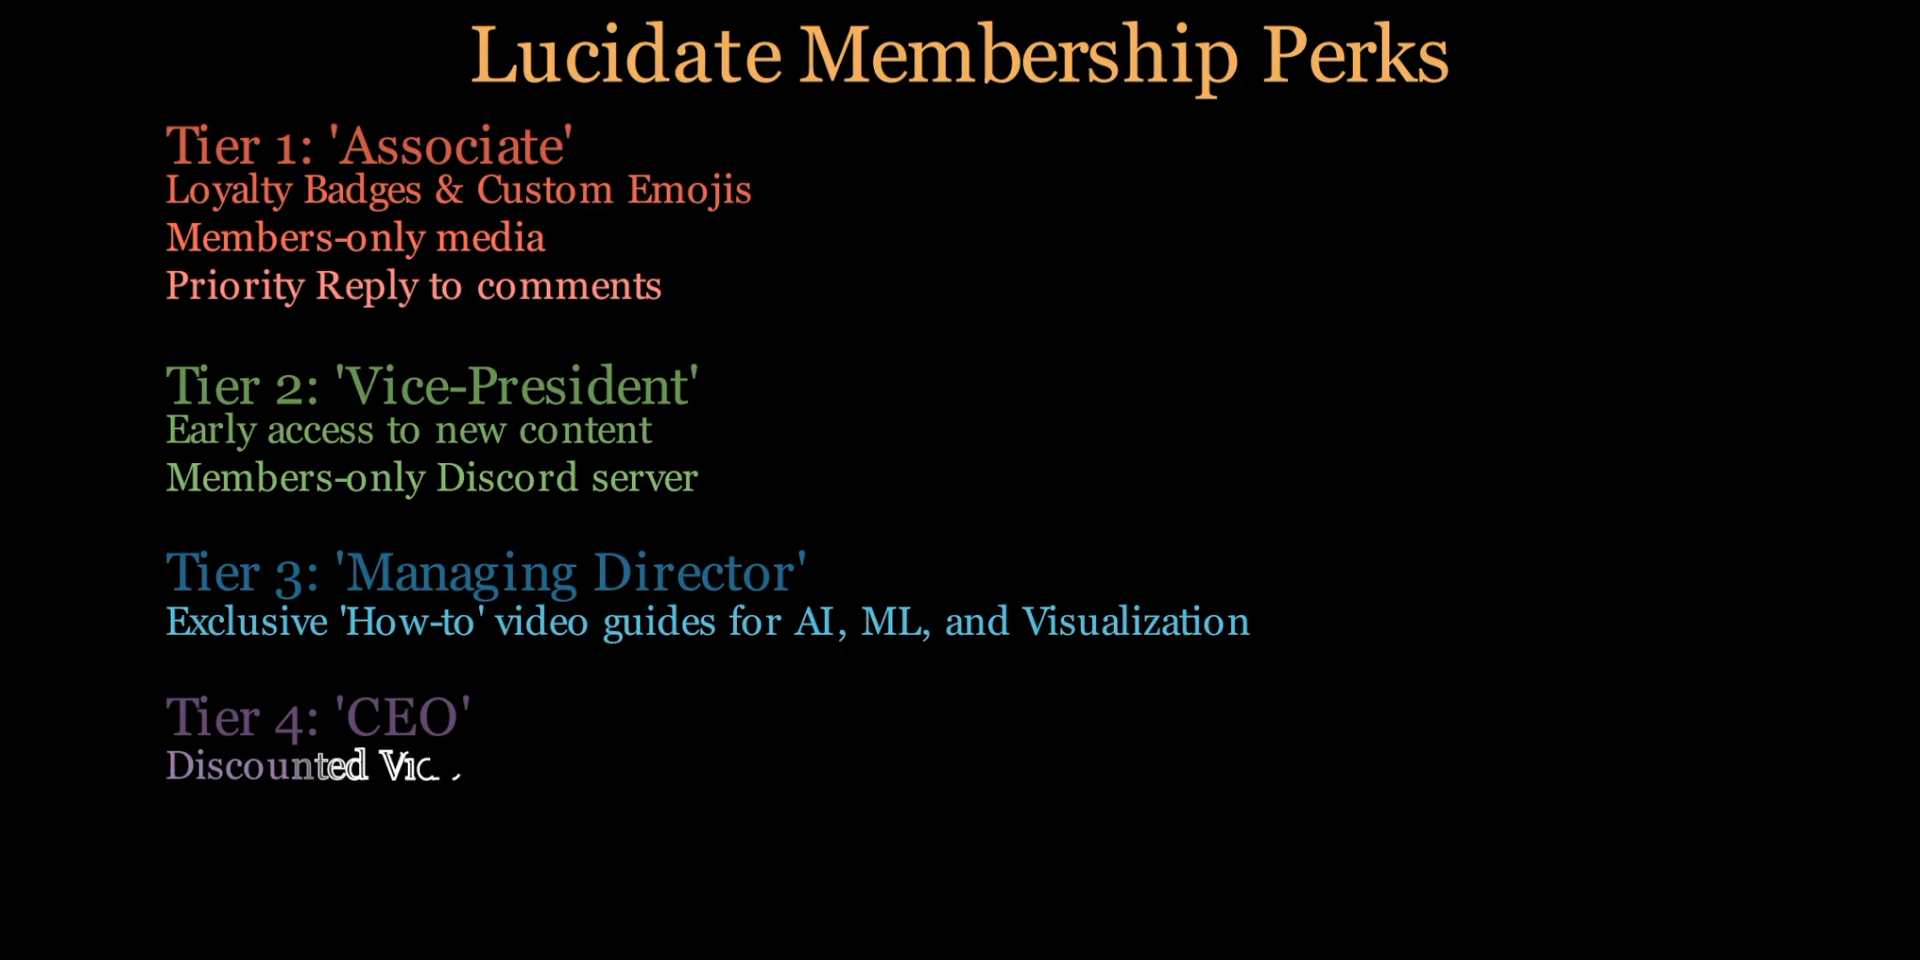 Lucidate Membership Perks
Tier 1: 'Associate'
Loyalty Badges & Custom Emojis
Members-only media
Priority Reply to comments
Tier 2: 'Vice-President'
Early access to new content
Members-only Discord server
Tier 3: 'Managing Director'
Exclusive 'How-to' video guides for AI, ML, and Visualization
Tier 4: 'CEO'
Discounted